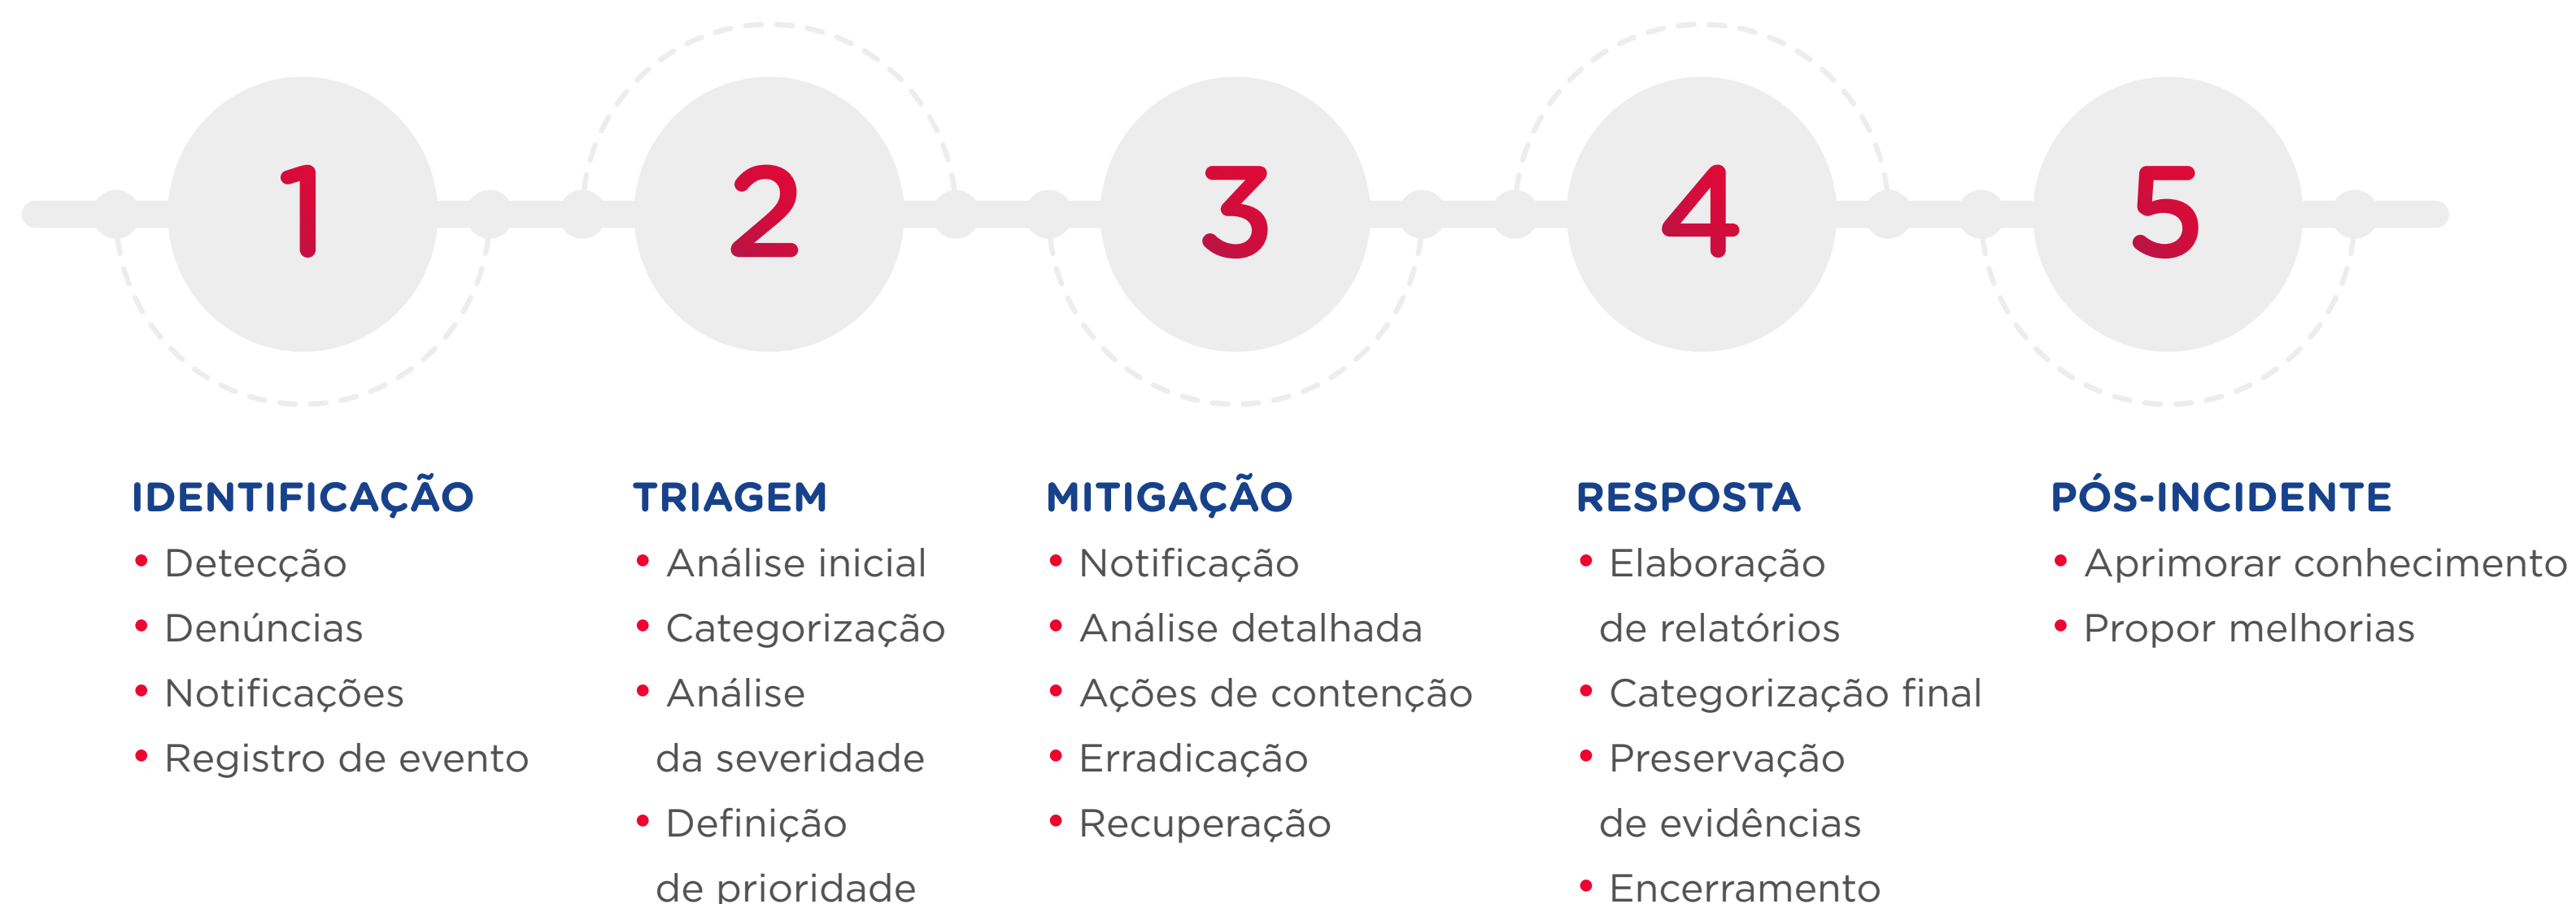 1
2
3
4
5
IDENTIFICAÇÃO
• Detecção
• Denúncias
• Notificações
• Registro de evento
TRIAGEM
• Análise inicial
• Categorização
• Análise
da severidade
• Definição
de prioridade
MITIGAÇÃO
• Notificação
• Análise detalhada
• Ações de contenção
• Erradicação
• Recuperação
RESPOSTA
• Elaboração
de relatórios
• Categorização final
• Preservação
de evidências
• Encerramento
PÓS-INCIDENTE
• Aprimorar conhecimento
• Propor melhorias